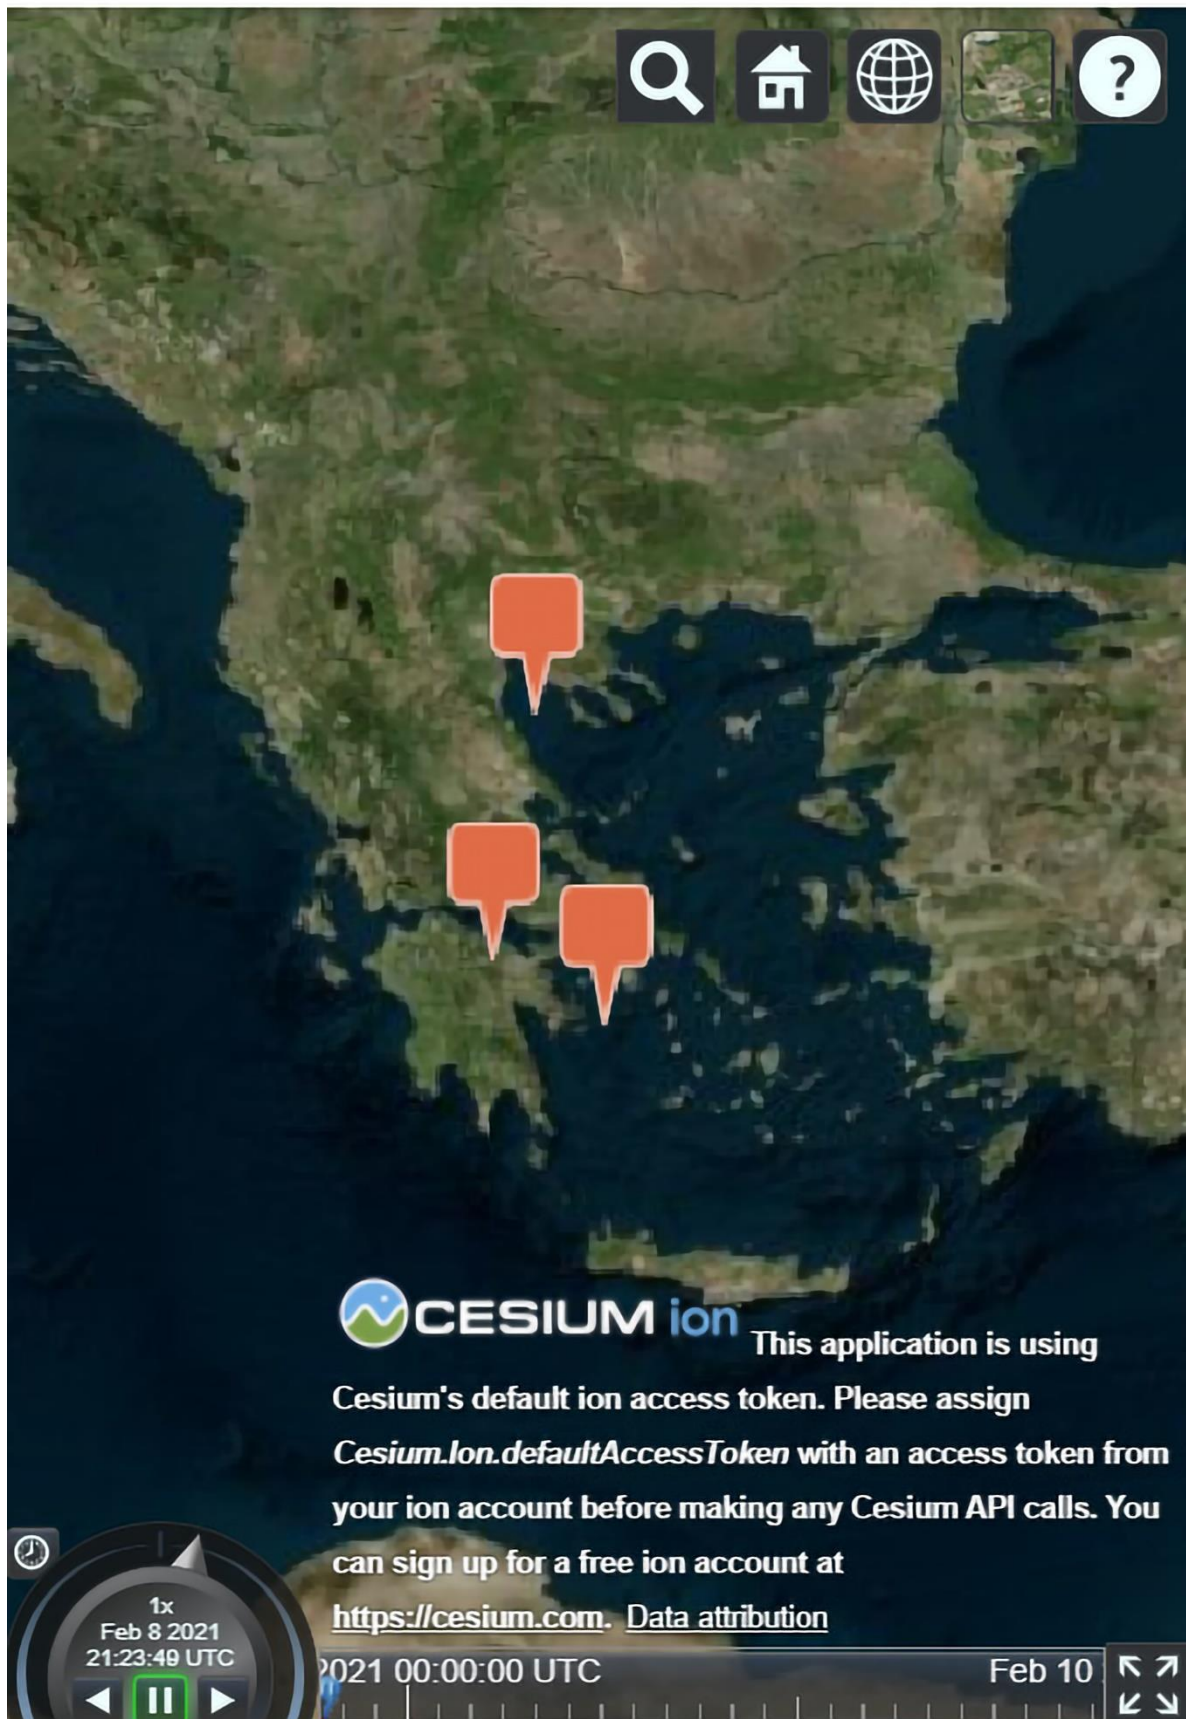 ?
CESIUM ion This application is using
Cesium's default ion access token. Please assign
Cesium.Ion.defaultAccessToken with an access token from
your ion account before making any Cesium API calls. You
can sign up for a free ion account at
https://cesium.com. Data attribution
1x
Feb 8 2021
21:23:49 UTC
2021 00:00:00 UTC
Feb 10